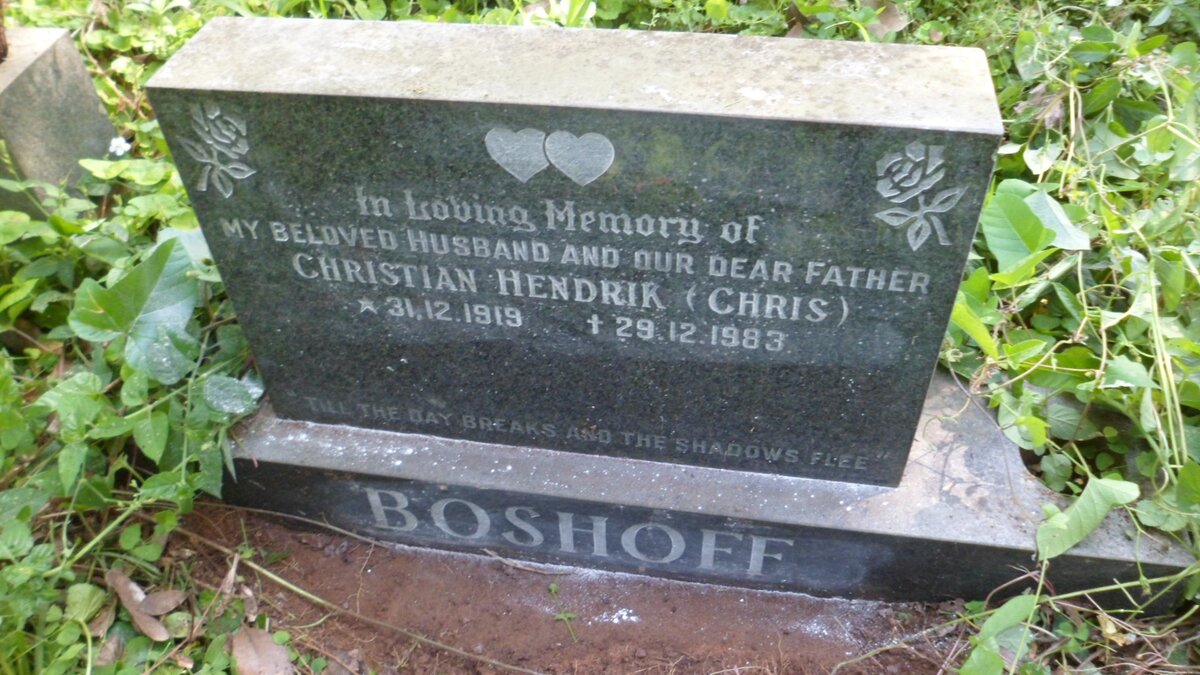 In Loving Memory of
MY BELOVED HUSBAND AND OUR DEAR FATHER
CHRISTIAN HENDRIK (CHRIS)
★31.12.1919 ✝29.12.1983
"TILL THE DAY BREAKS AND THE SHADOWS FLEE"
BOSHOFF